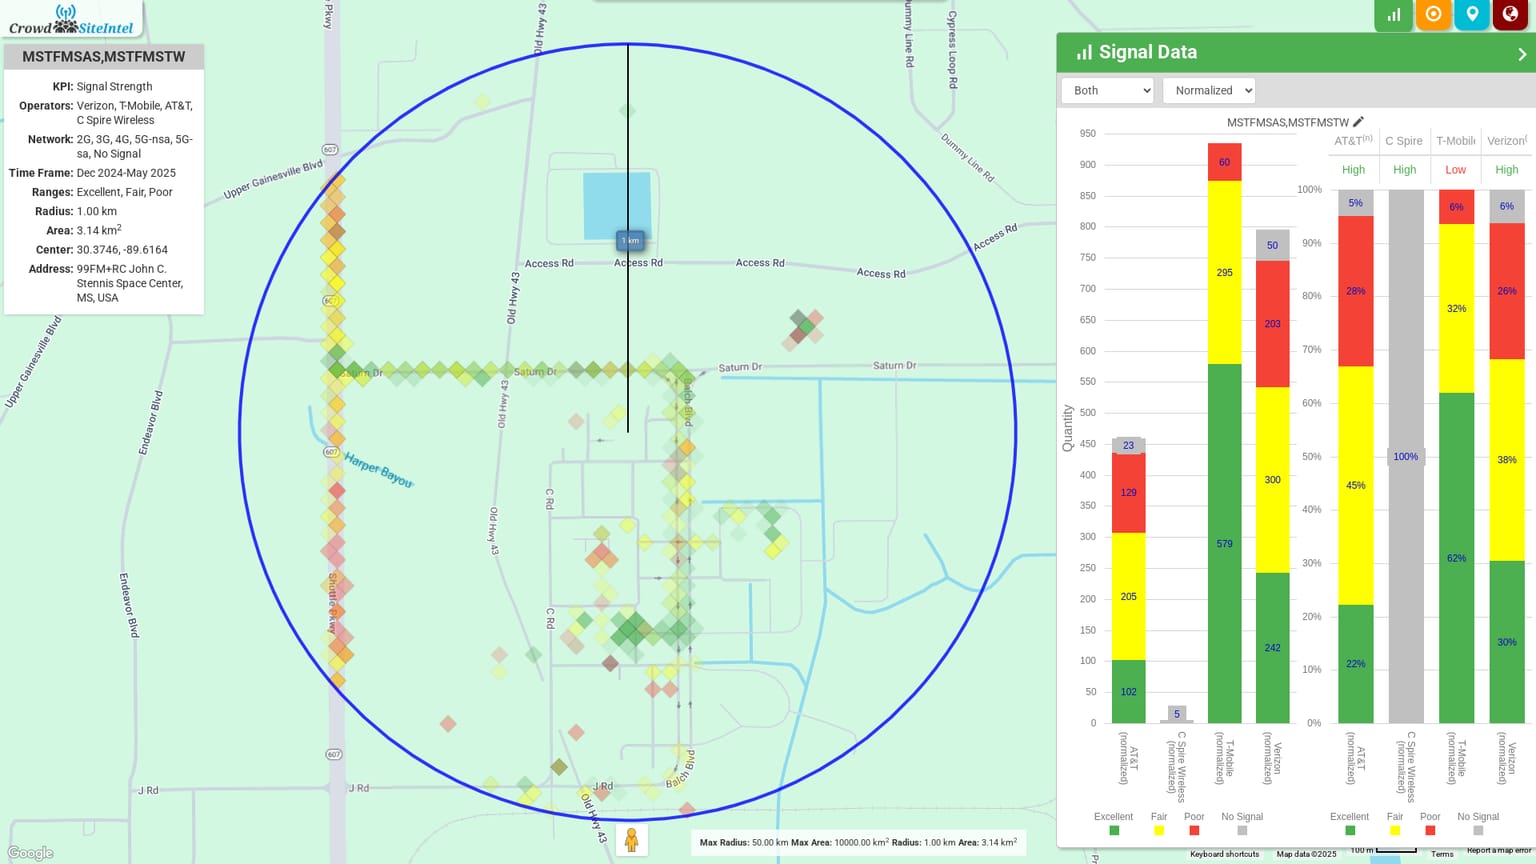 Crowd SiteIntel
MSTFMSAS,MSTFMSTW
KPI: Signal Strength
Operators: Verizon, T-Mobile, AT&T,
C Spire Wireless
Network: 2G, 3G, 4G, 5G-nsa, 5G-
sa, No Signal
Time Frame: Dec 2024-May 2025
Ranges: Excellent, Fair, Poor
Radius: 1.00 km
Area: 3.14 km2
Center: 30.3746, -89.6164
Address: 99FM+RC John C.
Stennis Space Center,
MS, USA
Pkwy
Old Hwy 43
Dummy Line Rd
Cypress Loop Rd
Dummy Line Rd
607
Upper Gainesville Blvd
Access Rd
1 km
Access Rd
Access Rd
Access Rd
Access Rd
Old Hwy 43
607
Upper Gainesville Blvd
Saturn Dr
Saturn Dr
Saturn Dr
Saturn Dr
Balch Blvd
Endeavor Blvd
Old Hwy 43
607
Harper Bayou
C Rd
Old Hwy 43
Endeavor Blvd
Shuttle Pkwy
C Rd
607
Balch Blvd
J Rd
J Rd
J Rd
Old Hwy 43
Google
Max Radius: 50.00 km Max Area: 10000.00 km2 Radius: 1.00 km Area: 3.14 km2
Signal Data
Both
Normalized
MSTFMSAS,MSTFMSTW
950
900
850
800
750
700
650
600
550
500
450
400
350
300
250
200
150
100
50
0
Quantity
23
129
205
102
5
60
295
579
50
203
300
242
AT&T (normalized)
C Spire Wireless (normalized)
T-Mobile (normalized)
Verizon (normalized)
Excellent Fair Poor No Signal
AT&T(n) C Spire T-Mobile Verizon(
High High Low High
100%
90%
80%
70%
60%
50%
40%
30%
20%
10%
0%
5%
28%
45%
22%
100%
6%
32%
62%
6%
26%
38%
30%
AT&T (normalized)
C Spire Wireless (normalized)
T-Mobile (normalized)
Verizon (normalized)
Excellent Fair Poor No Signal
Keyboard shortcuts Map data ©2025 100 m Terms Report a map error